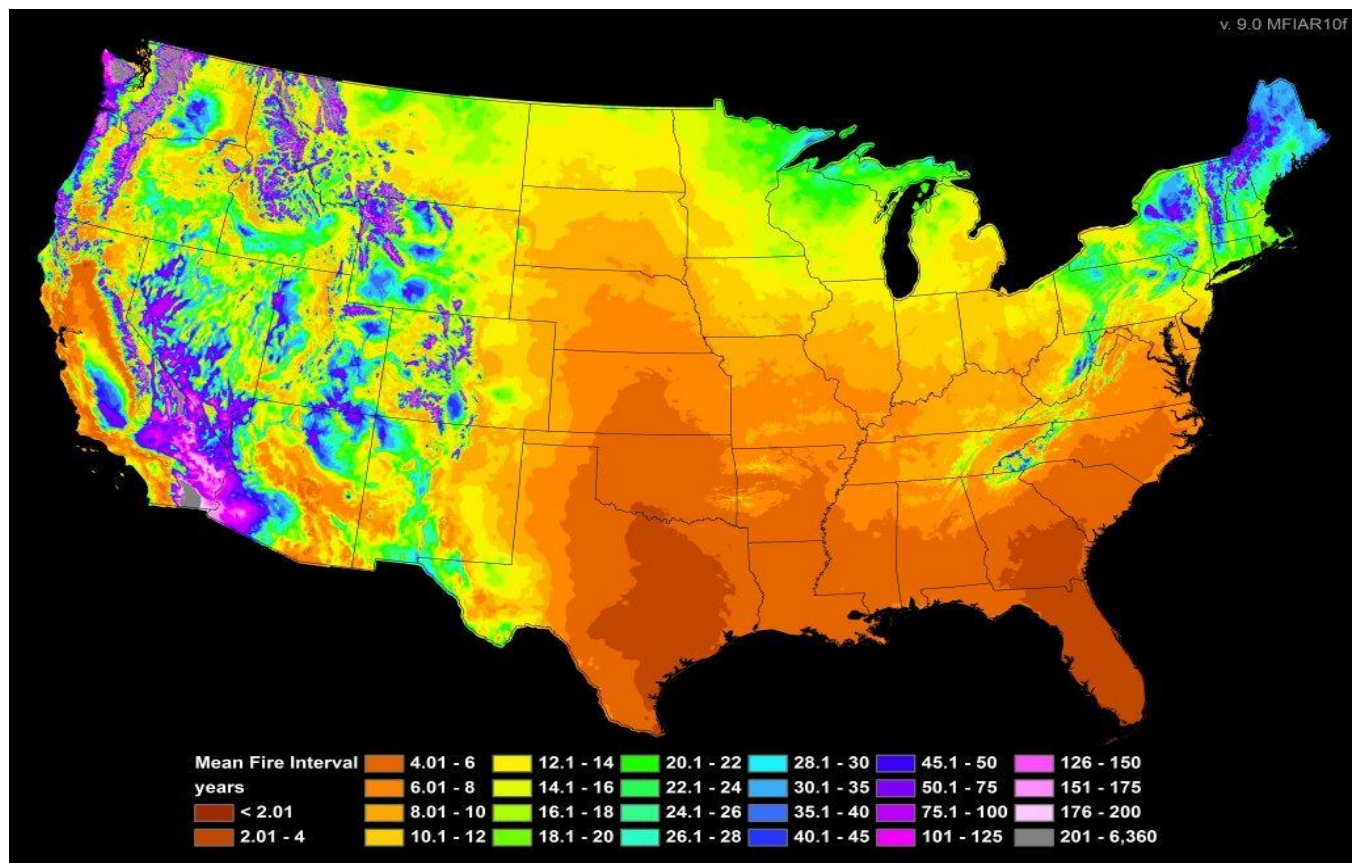 v. 9.0 MFIAR10f
Mean Fire Interval
years
< 2.01
2.01 - 4
4.01 - 6
6.01 - 8
8.01 - 10
10.1 - 12
12.1 - 14
14.1 - 16
16.1 - 18
18.1 - 20
20.1 - 22
22.1 - 24
24.1 - 26
26.1 - 28
28.1 - 30
30.1 - 35
35.1 - 40
40.1 - 45
45.1 - 50
50.1 - 75
75.1 - 100
101 - 125
126 - 150
151 - 175
176 - 200
201 - 6,360